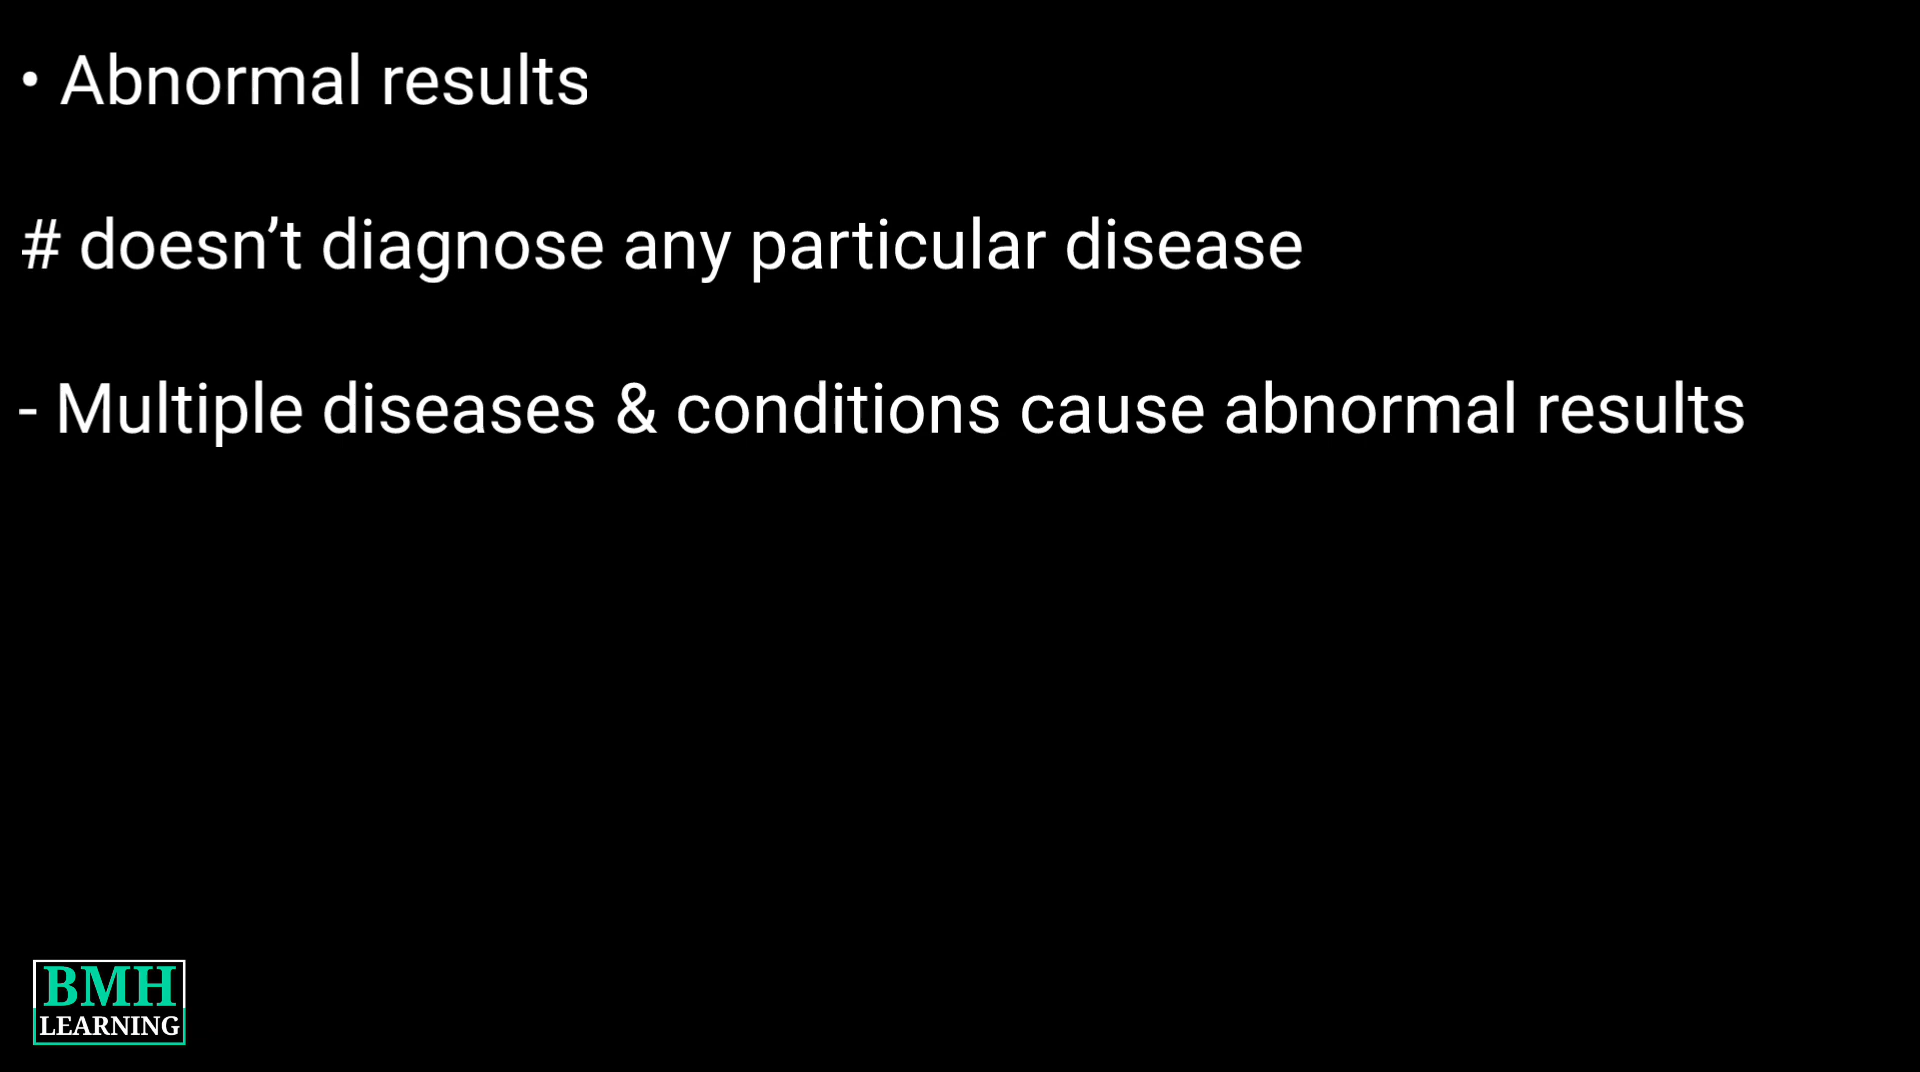 • Abnormal results
# doesn’t diagnose any particular disease
- Multiple diseases & conditions cause abnormal results
BMH
LEARNING